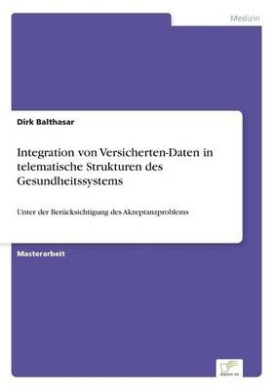 Medizin
Dirk Balthasar
Integration von Versicherten-Daten in
telematische Strukturen des
Gesundheitssystems
Unter der Berücksichtigung des Akzeptanzproblems
Masterarbeit